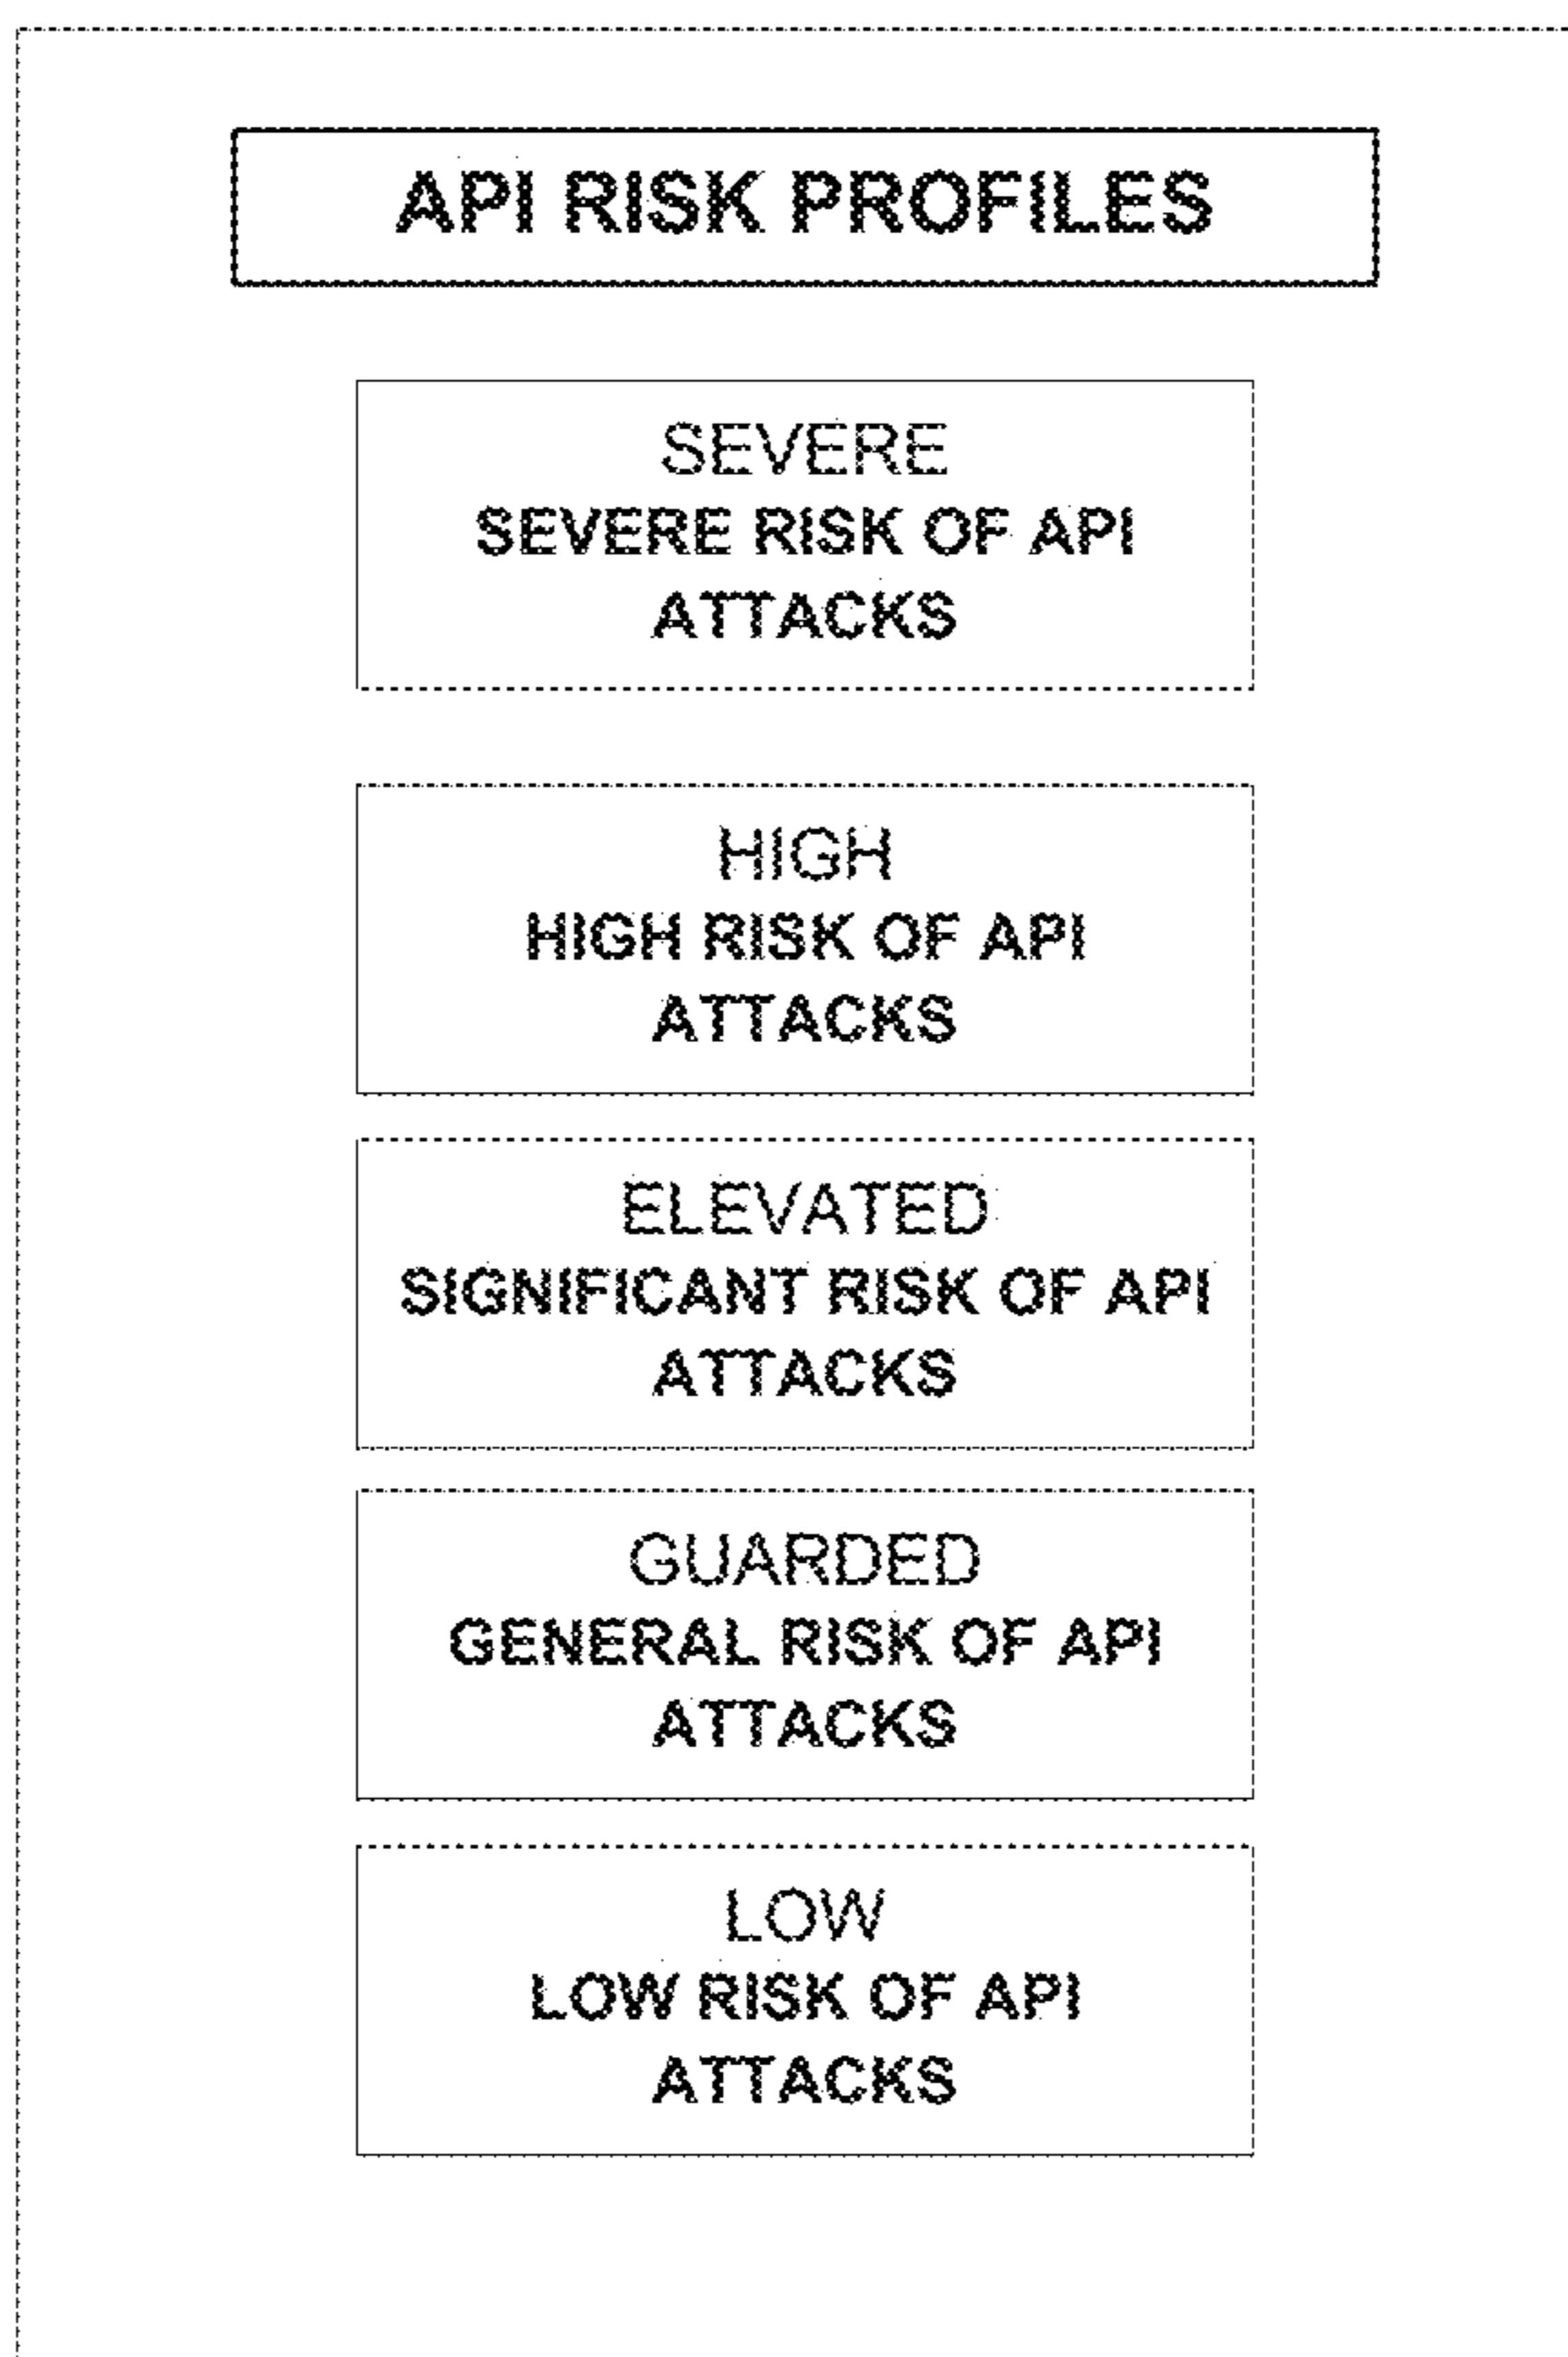 API RISK PROFILES
SEVERE
SEVERE RISK OF API
ATTACKS
HIGH
HIGH RISK OF API
ATTACKS
ELEVATED
SIGNIFICANT RISK OF API
ATTACKS
GUARDED
GENERAL RISK OF API
ATTACKS
LOW
LOW RISK OF API
ATTACKS